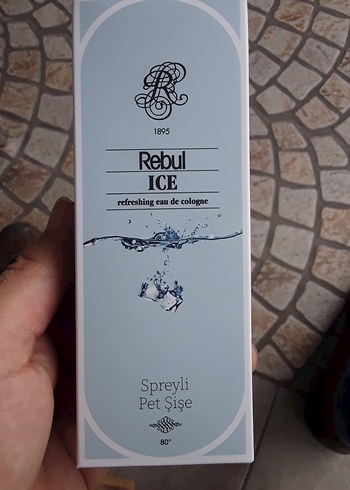 R
1895
Rebul
ICE
refreshing eau de cologne
Spreyli
Pet Şişe
80°